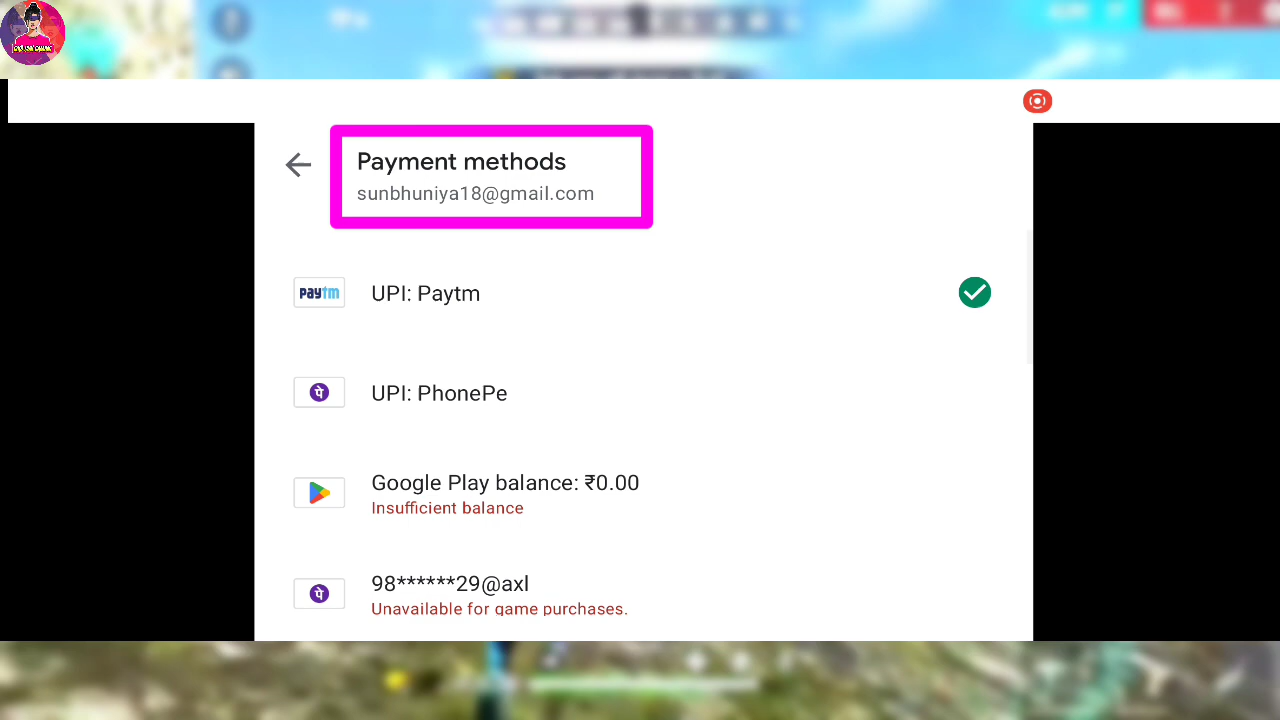 Payment methods
sunbhuniya18@gmail.com
paytm
UPI: Paytm
पे
UPI: PhonePe
Google Play balance: ₹0.00
Insufficient balance
पे
98******29@axl
Unavailable for game purchases.